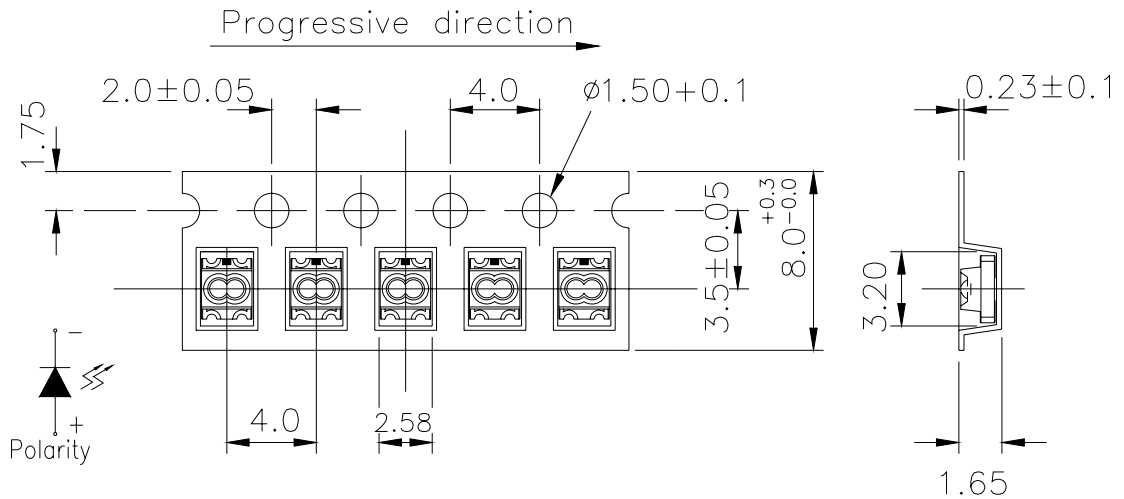 Progressive direction
2.0±0.05
4.0
ø1.50+0.1
0.23±0.1
1.75
3.5±0.05
8.0 +0.3 -0.0
3.20
−
+
Polarity
4.0
2.58
1.65